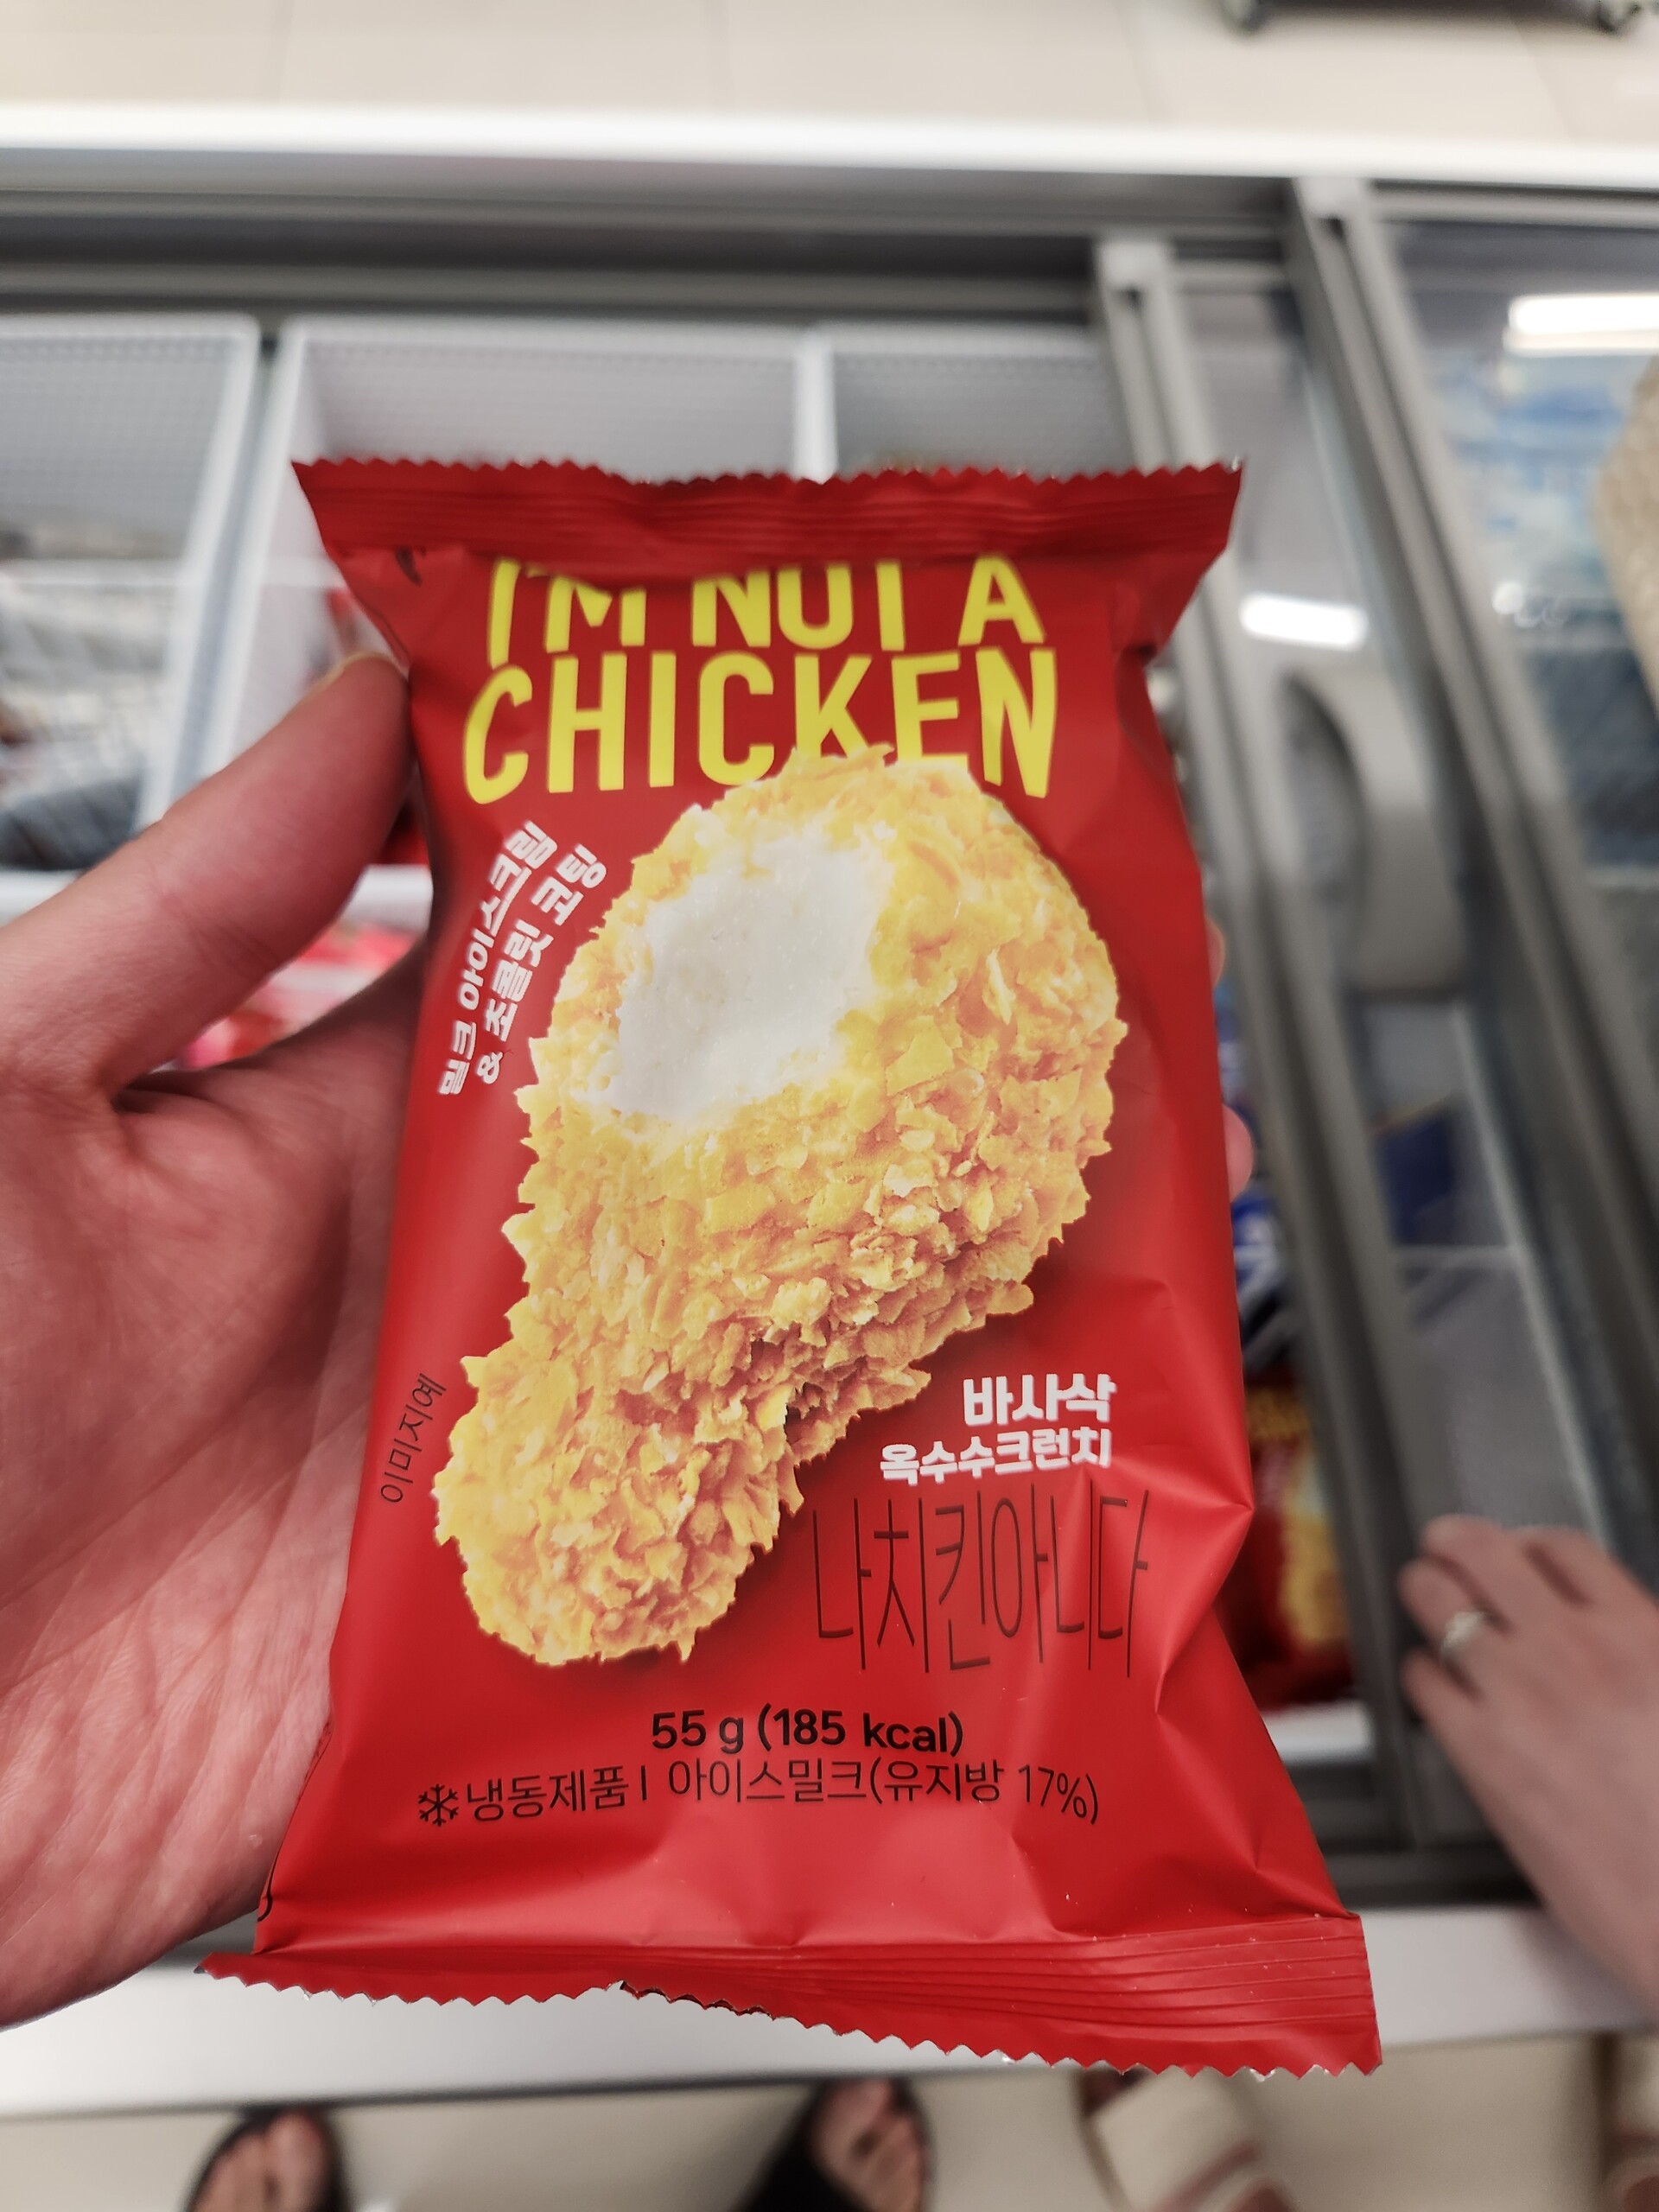 I'M NOT A
CHICKEN
밀크 아이스크림
& 초콜릿 코팅
이미지예
바사삭
옥수수크런치
나치킨아니다
55 g (185 kcal)
냉동제품 | 아이스밀크(유지방 17%)